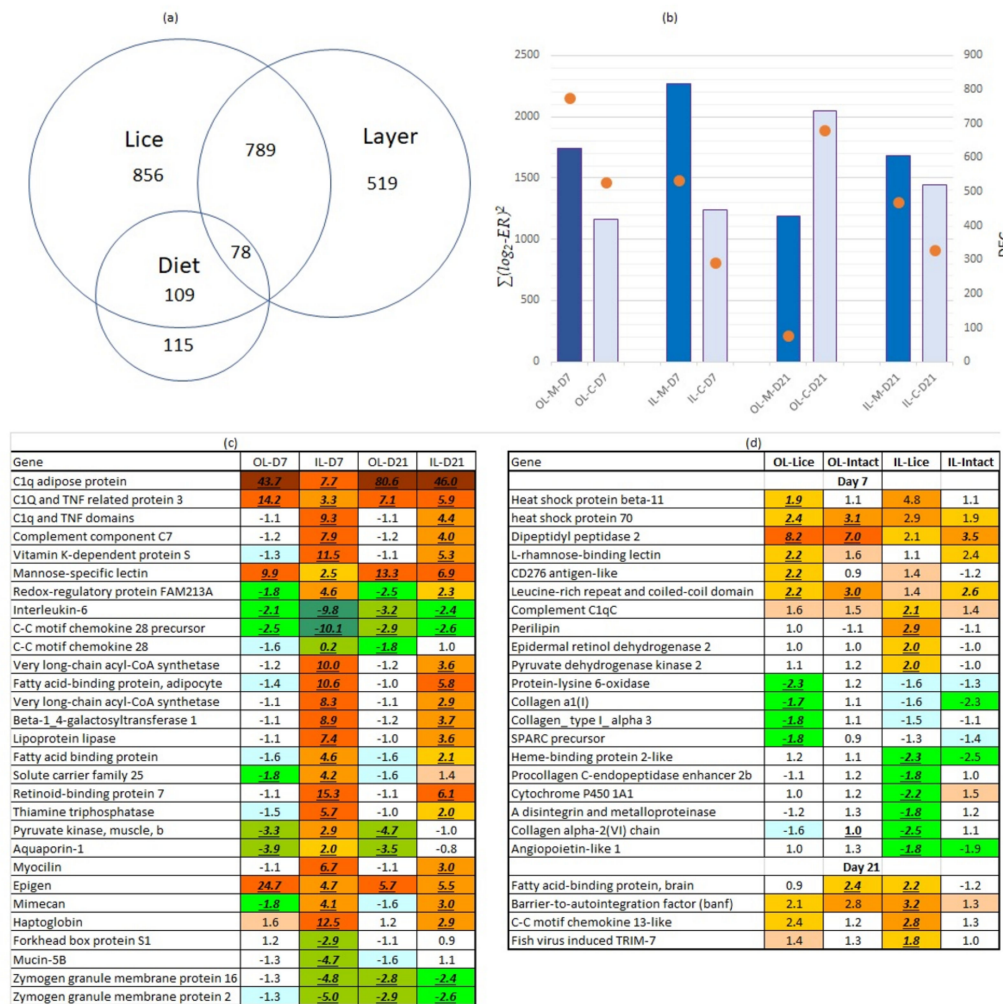 (a)
Lice
856
789
Layer
519
78
Diet
109
115
(b)
2500
2000
1500
1000
500
0
∑(log₂-ER)²
900
800
700
600
500
400
300
200
100
0
OL-M-D7
OL-C-D7
IL-M-D7
IL-C-D7
OL-M-D21
OL-C-D21
IL-M-D21
IL-C-D21
(c)
Gene OL-D7 IL-D7 OL-D21 IL-D21
C1q adipose protein 43.7 7.7 80.6 46.0
C1Q and TNF related protein 3 14.2 3.3 7.1 5.9
C1q and TNF domains -1.1 9.3 -1.1 4.4
Complement component C7 -1.2 7.9 -1.2 4.0
Vitamin K-dependent protein S -1.3 11.5 -1.1 5.3
Mannose-specific lectin 9.9 2.5 13.3 6.9
Redox-regulatory protein FAM213A -1.8 4.6 -2.5 2.3
Interleukin-6 -2.1 -9.8 -3.2 -2.4
C-C motif chemokine 28 precursor -2.5 -10.1 -2.9 -2.6
C-C motif chemokine 28 -1.6 0.2 -1.8 1.0
Very long-chain acyl-CoA synthetase -1.2 10.0 -1.2 3.6
Fatty acid-binding protein, adipocyte -1.4 10.6 -1.0 5.8
Very long-chain acyl-CoA synthetase -1.1 8.3 -1.1 2.9
Beta-1_4-galactosyltransferase 1 -1.1 8.9 -1.2 3.7
Lipoprotein lipase -1.1 7.4 -1.0 3.6
Fatty acid binding protein -1.6 4.6 -1.6 2.1
Solute carrier family 25 -1.8 4.2 -1.6 1.4
Retinoid-binding protein 7 -1.1 15.3 -1.1 6.1
Thiamine triphosphatase -1.5 5.7 -1.0 2.0
Pyruvate kinase, muscle, b -3.3 2.9 -4.7 -1.0
Aquaporin-1 -3.9 2.0 -3.5 -0.8
Myocilin -1.1 6.7 -1.1 3.0
Epigen 24.7 4.7 5.7 5.5
Mimecan -1.8 4.1 -1.6 3.0
Haptoglobin 1.6 12.5 1.2 2.9
Forkhead box protein S1 1.2 -2.9 -1.1 0.9
Mucin-5B -1.3 -4.7 -1.6 1.1
Zymogen granule membrane protein 16 -1.3 -4.8 -2.8 -2.4
Zymogen granule membrane protein 2 -1.3 -5.0 -2.9 -2.6
(d)
Gene OL-Lice OL-Intact IL-Lice IL-Intact
Day 7
Heat shock protein beta-11 1.9 1.1 4.8 1.1
heat shock protein 70 2.4 3.1 2.9 1.9
Dipeptidyl peptidase 2 8.2 7.0 2.1 3.5
L-rhamnose-binding lectin 2.2 1.6 1.1 2.4
CD276 antigen-like 2.2 0.9 1.4 -1.2
Leucine-rich repeat and coiled-coil domain 2.2 3.0 1.4 2.6
Complement C1qC 1.6 1.5 2.1 1.4
Perilipin 1.0 -1.1 2.9 -1.1
Epidermal retinol dehydrogenase 2 1.0 1.0 2.0 -1.0
Pyruvate dehydrogenase kinase 2 1.1 1.2 2.0 -1.0
Protein-lysine 6-oxidase -2.3 1.2 -1.6 -1.3
Collagen a1(I) -1.7 1.1 -1.6 -2.3
Collagen_ type I_ alpha 3 -1.8 1.1 -1.5 -1.1
SPARC precursor -1.8 0.9 -1.3 -1.4
Heme-binding protein 2-like 1.2 1.1 -2.3 -2.5
Procollagen C-endopeptidase enhancer 2b -1.1 1.2 -1.8 1.0
Cytochrome P450 1A1 1.0 1.2 -2.2 1.5
A disintegrin and metalloproteinase -1.2 1.3 -1.8 1.2
Collagen alpha-2(VI) chain -1.6 1.0 -2.5 1.1
Angiopoietin-like 1 1.0 1.3 -1.8 -1.9
Day 21
Fatty acid-binding protein, brain 0.9 2.4 2.2 -1.2
Barrier-to-autointegration factor (banf) 2.1 2.8 3.2 1.3
C-C motif chemokine 13-like 2.4 1.2 2.8 1.3
Fish virus induced TRIM-7 1.4 1.3 1.8 1.0